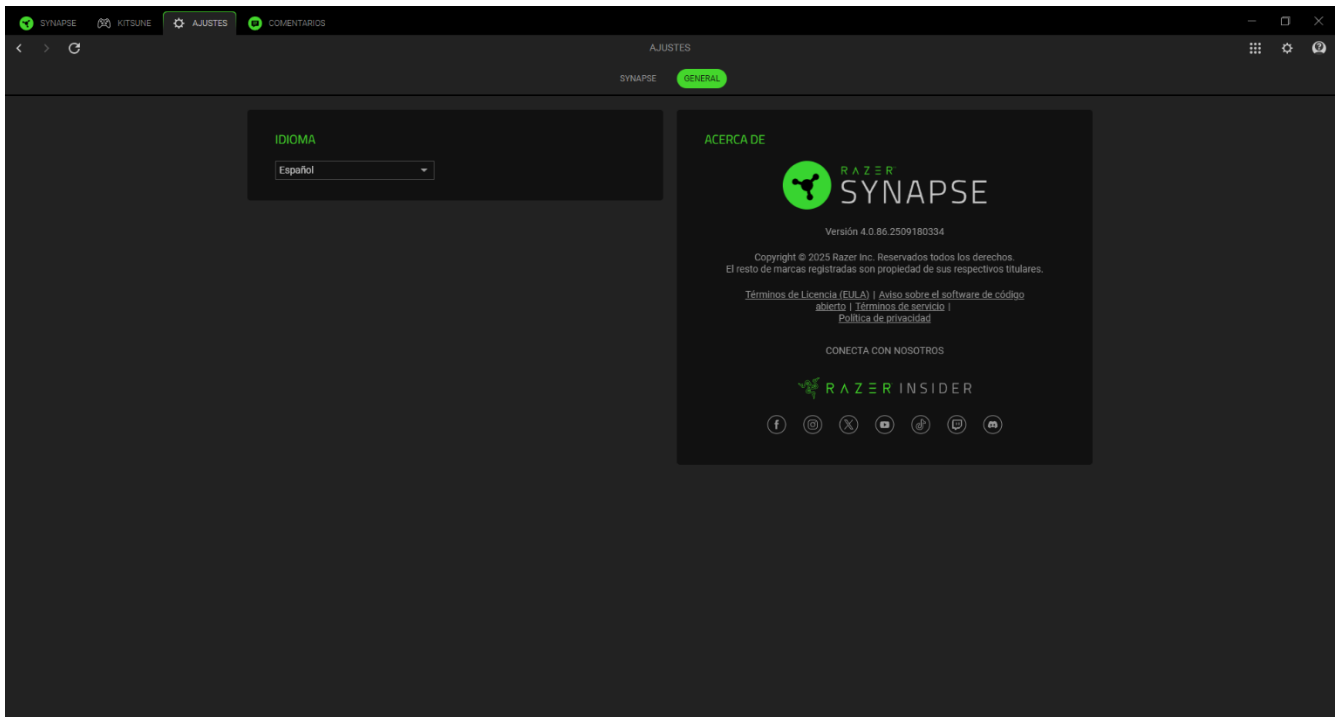 SYNAPSE KITSUNE AJUSTES COMENTARIOS
AJUSTES
SYNAPSE GENERAL
IDIOMA
Español
ACERCA DE
RAZER
SYNAPSE
Versión 4.0.86.2509180334
Copyright © 2025 Razer Inc. Reservados todos los derechos.
El resto de marcas registradas son propiedad de sus respectivos titulares.
Términos de Licencia (EULA) | Aviso sobre el software de código
abierto | Términos de servicio |
Política de privacidad
CONECTA CON NOSOTROS
RAZER INSIDER